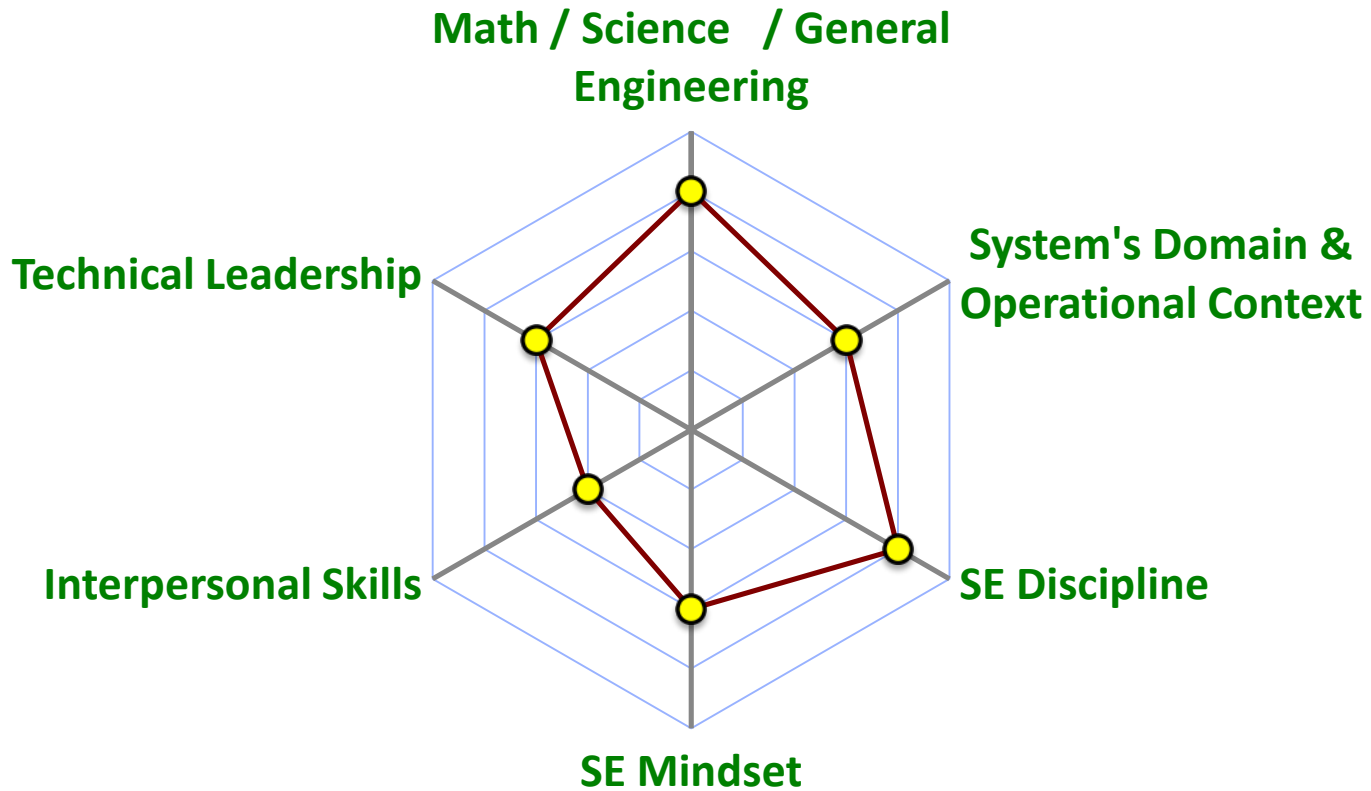 Math / Science   / General
Engineering
System's Domain &
Operational Context
Technical Leadership
Interpersonal Skills
SE Discipline
SE Mindset